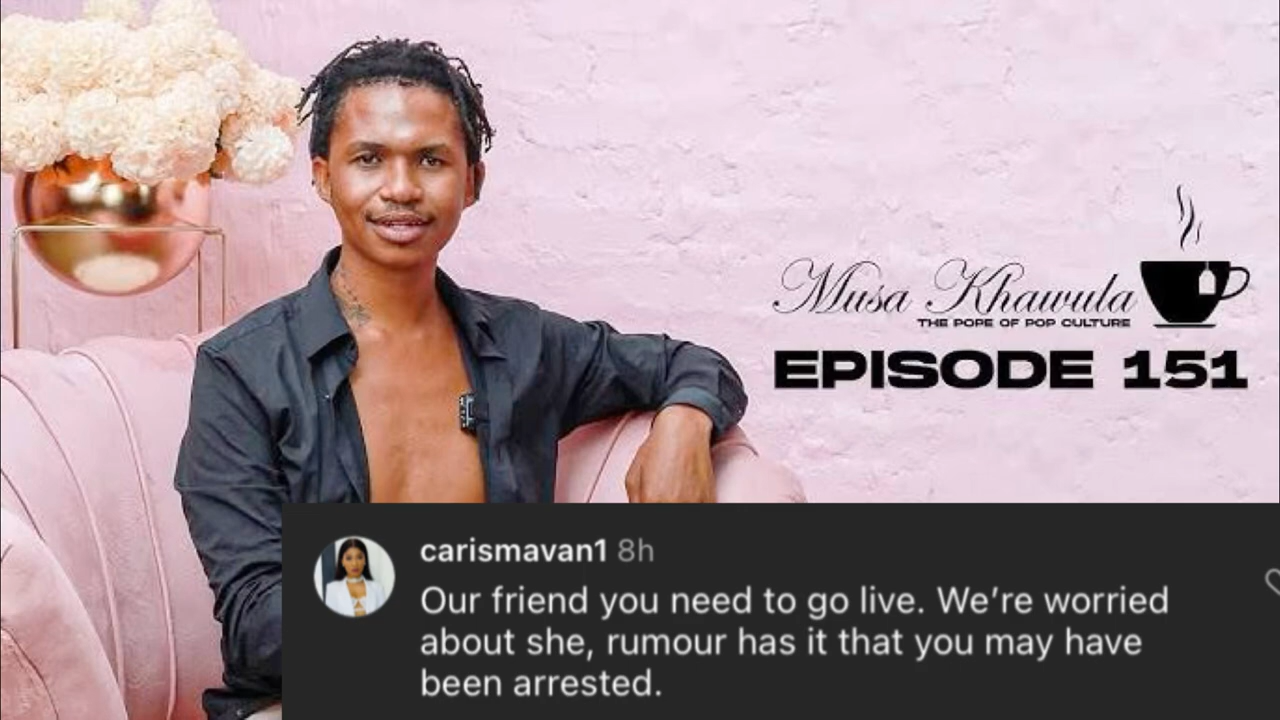 Musa Khawula
THE POPE OF POP CULTURE
EPISODE 151
carismavan1 8h
Our friend you need to go live. We're worried
about she, rumour has it that you may have
been arrested.